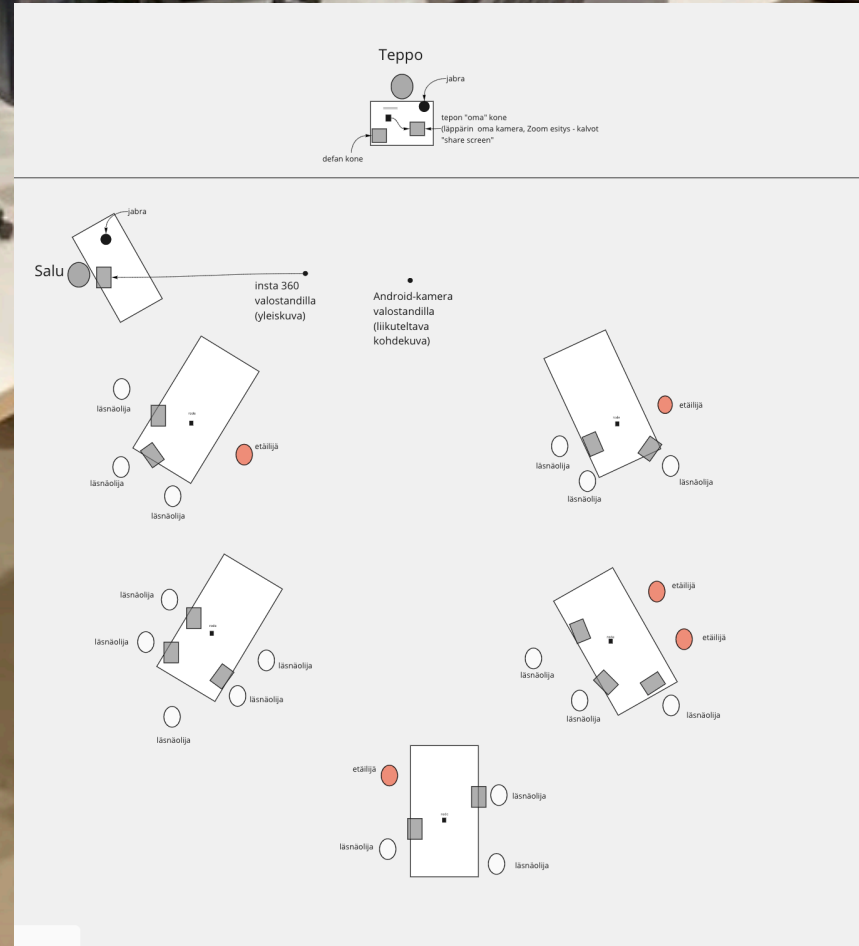 Teppo
jabra
tepon "oma" kone
(läppärin oma kamera, Zoom esitys - kalvot
"share screen"
defan kone
jabra
Salu
insta 360
valostandilla
(yleiskuva)
Android-kamera
valostandilla
(liikuteltava
kohdekuva)
läsnäolija
etäilijä
läsnäolija
läsnäolija
etäilijä
läsnäolija
läsnäolija
läsnäolija
läsnäolija
läsnäolija
läsnäolija
läsnäolija
läsnäolija
etäilijä
etäilijä
läsnäolija
läsnäolija
läsnäolija
etäilijä
läsnäolija
läsnäolija
läsnäolija